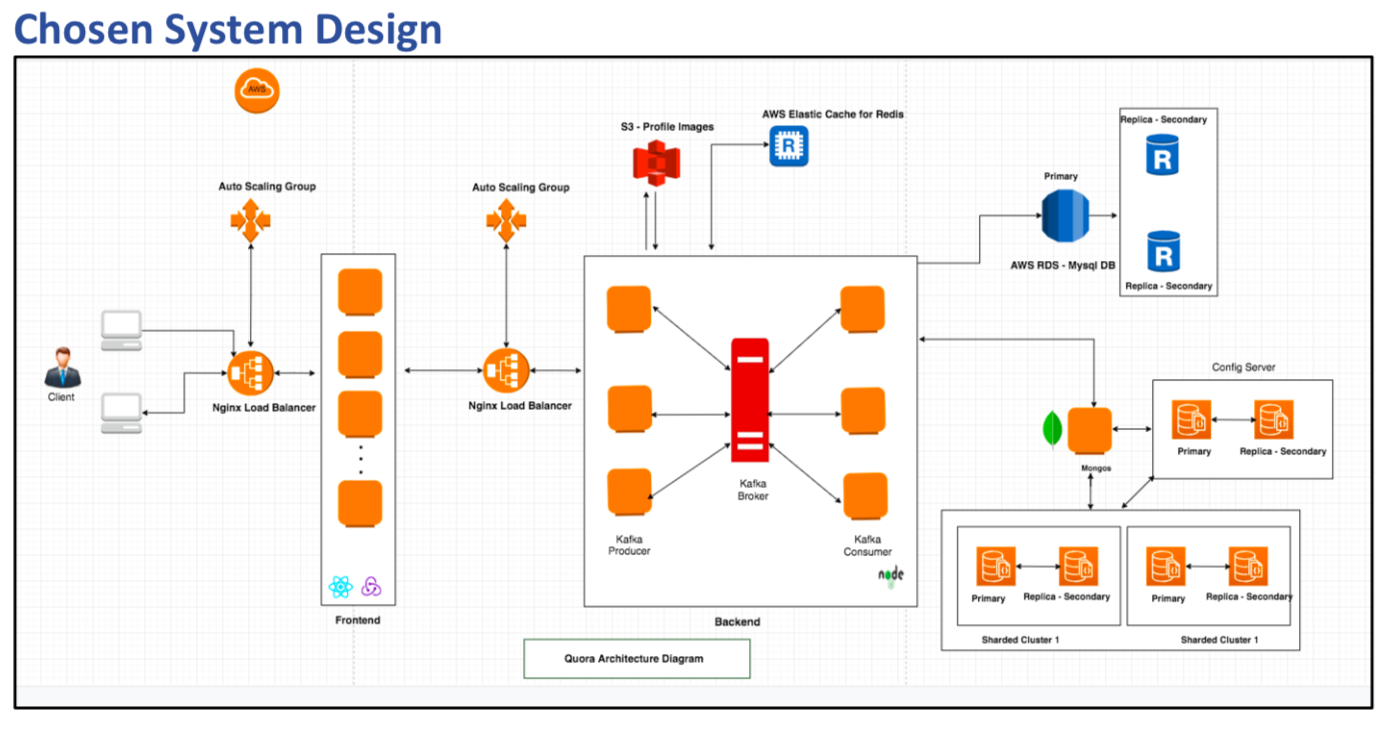 Chosen System Design
AWS
Auto Scaling Group
Auto Scaling Group
S3 - Profile Images
AWS Elastic Cache for Redis
R
Primary
AWS RDS - Mysql DB
Replica - Secondary
R
R
Replica - Secondary
Client
Nginx Load Balancer
Nginx Load Balancer
Frontend
Kafka
Producer
Kafka
Broker
Kafka
Consumer
node
Backend
Mongos
Config Server
Primary
Replica - Secondary
Primary
Replica - Secondary
Sharded Cluster 1
Primary
Replica - Secondary
Sharded Cluster 1
Quora Architecture Diagram